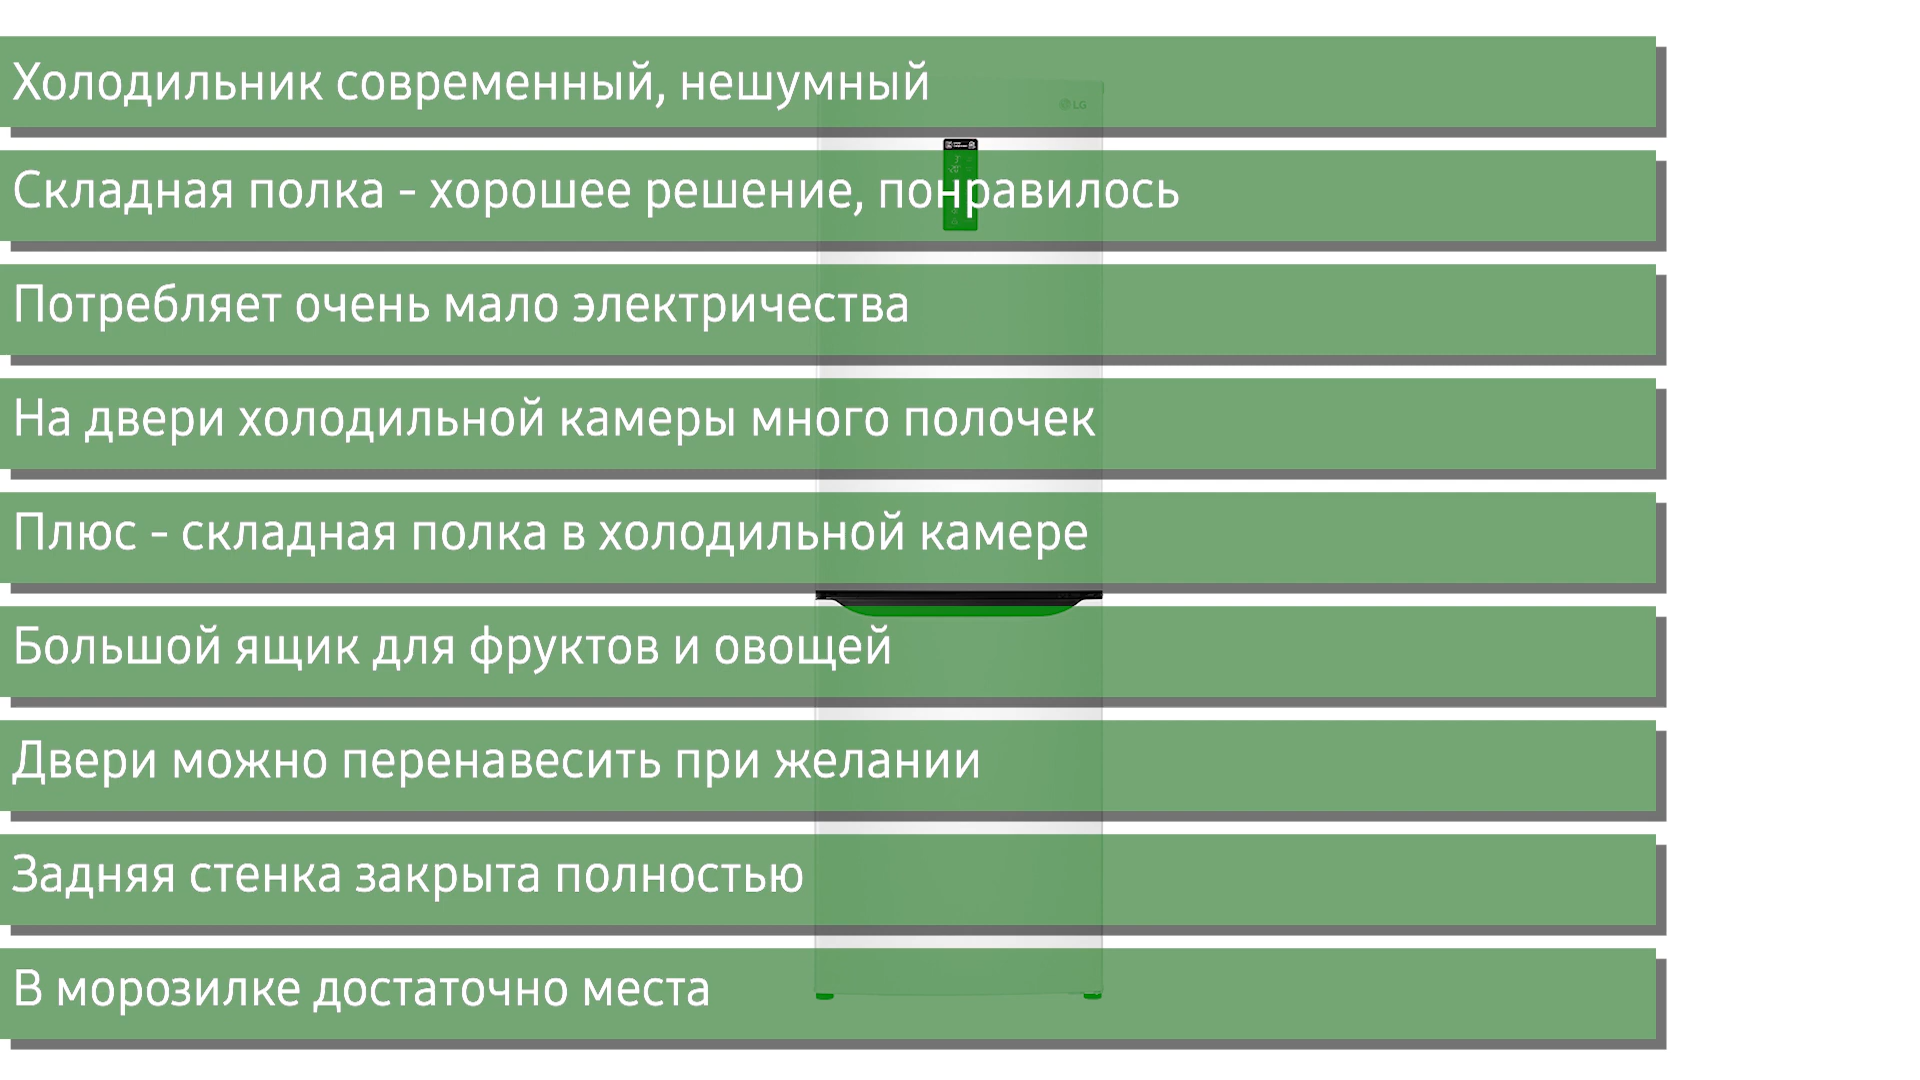 Холодильник современный, нешумный
LG
Складная полка - хорошее решение, понравилось
Потребляет очень мало электричества
На двери холодильной камеры много полочек
Плюс - складная полка в холодильной камере
Большой ящик для фруктов и овощей
Двери можно перенавесить при желании
Задняя стенка закрыта полностью
В морозилке достаточно места